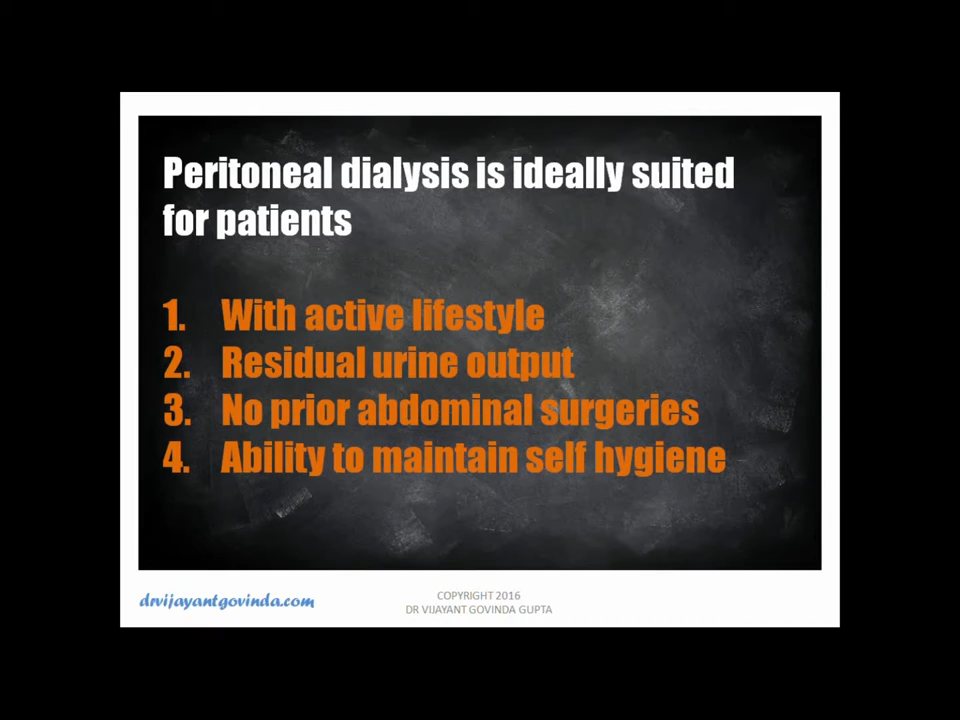 Peritoneal dialysis is ideally suited
for patients
1. With active lifestyle
2. Residual urine output
3. No prior abdominal surgeries
4. Ability to maintain self hygiene
drvijayantgovinda.com
COPYRIGHT 2016
DR VIJAYANT GOVINDA GUPTA